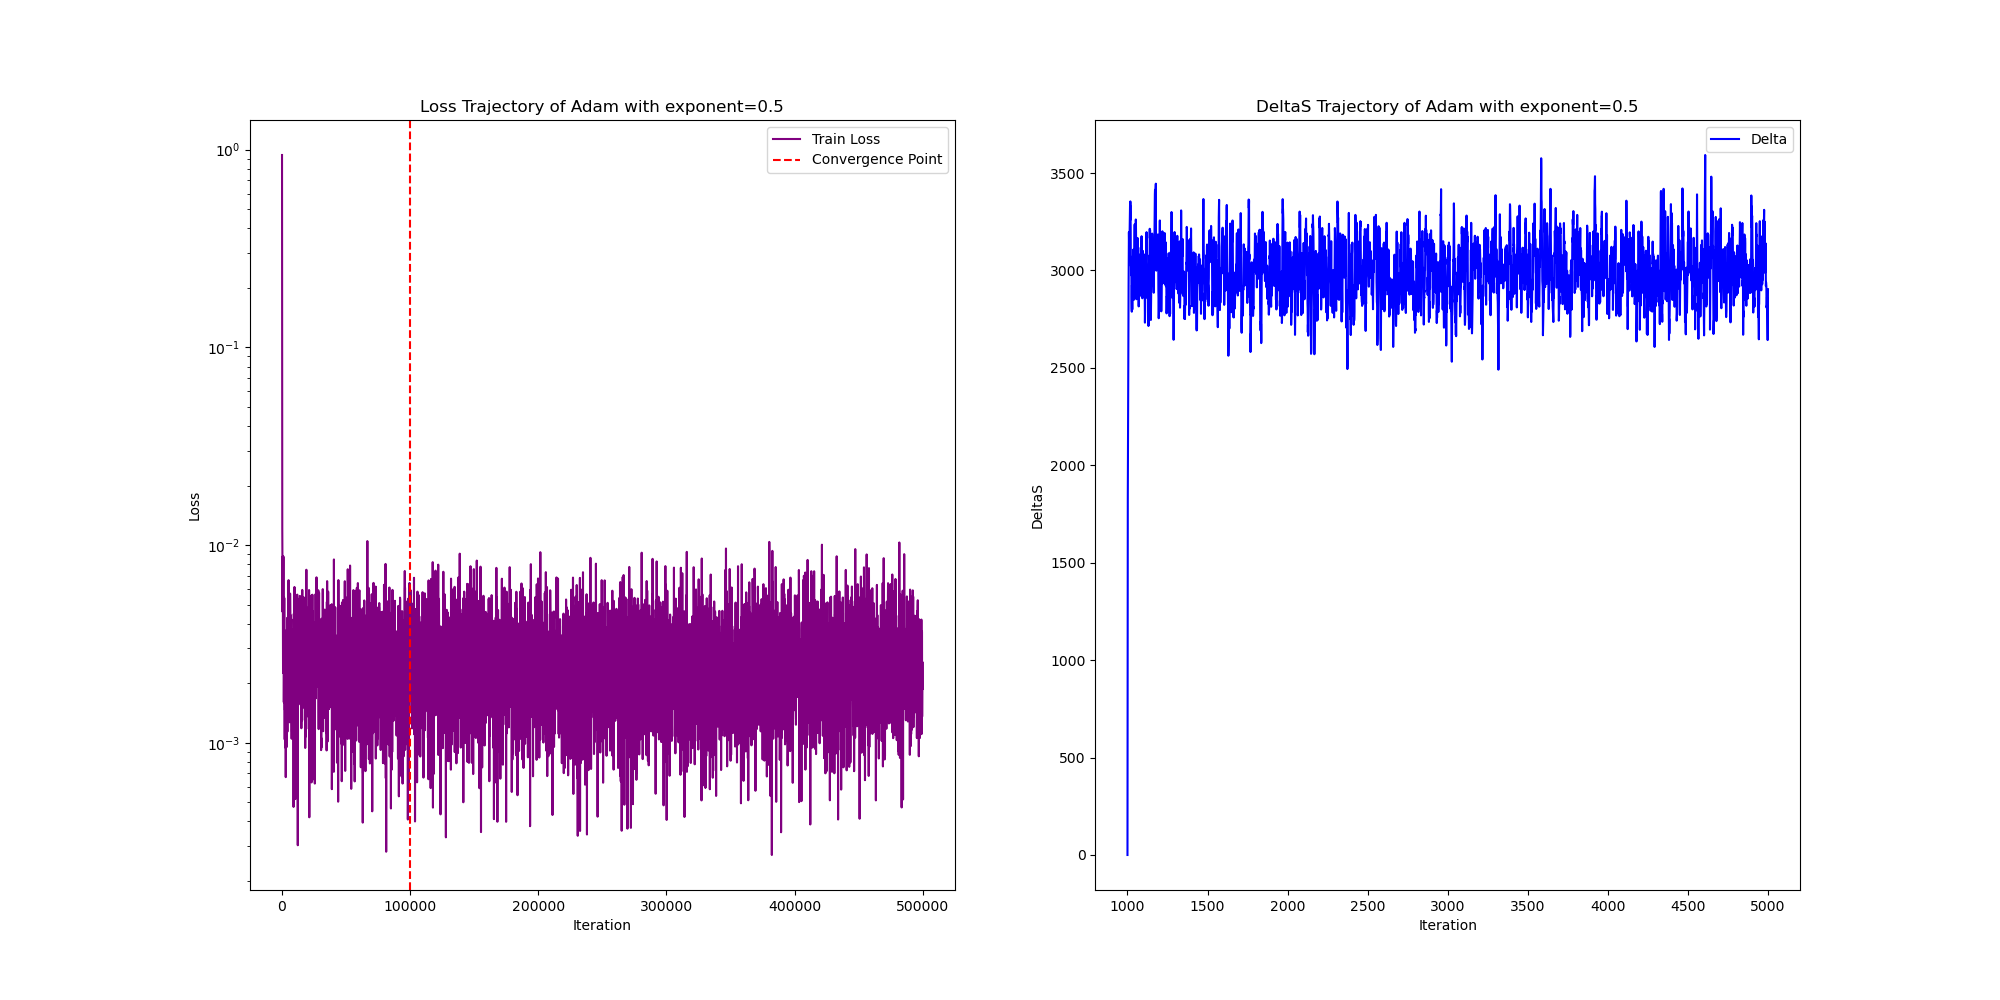 Loss Trajectory of Adam with exponent=0.5
Train Loss
Convergence Point
10⁰
10⁻¹
10⁻²
10⁻³
Loss
0 100000 200000 300000 400000 500000
Iteration
DeltaS Trajectory of Adam with exponent=0.5
Delta
3500
3000
2500
2000
1500
1000
500
0
DeltaS
1000 1500 2000 2500 3000 3500 4000 4500 5000
Iteration